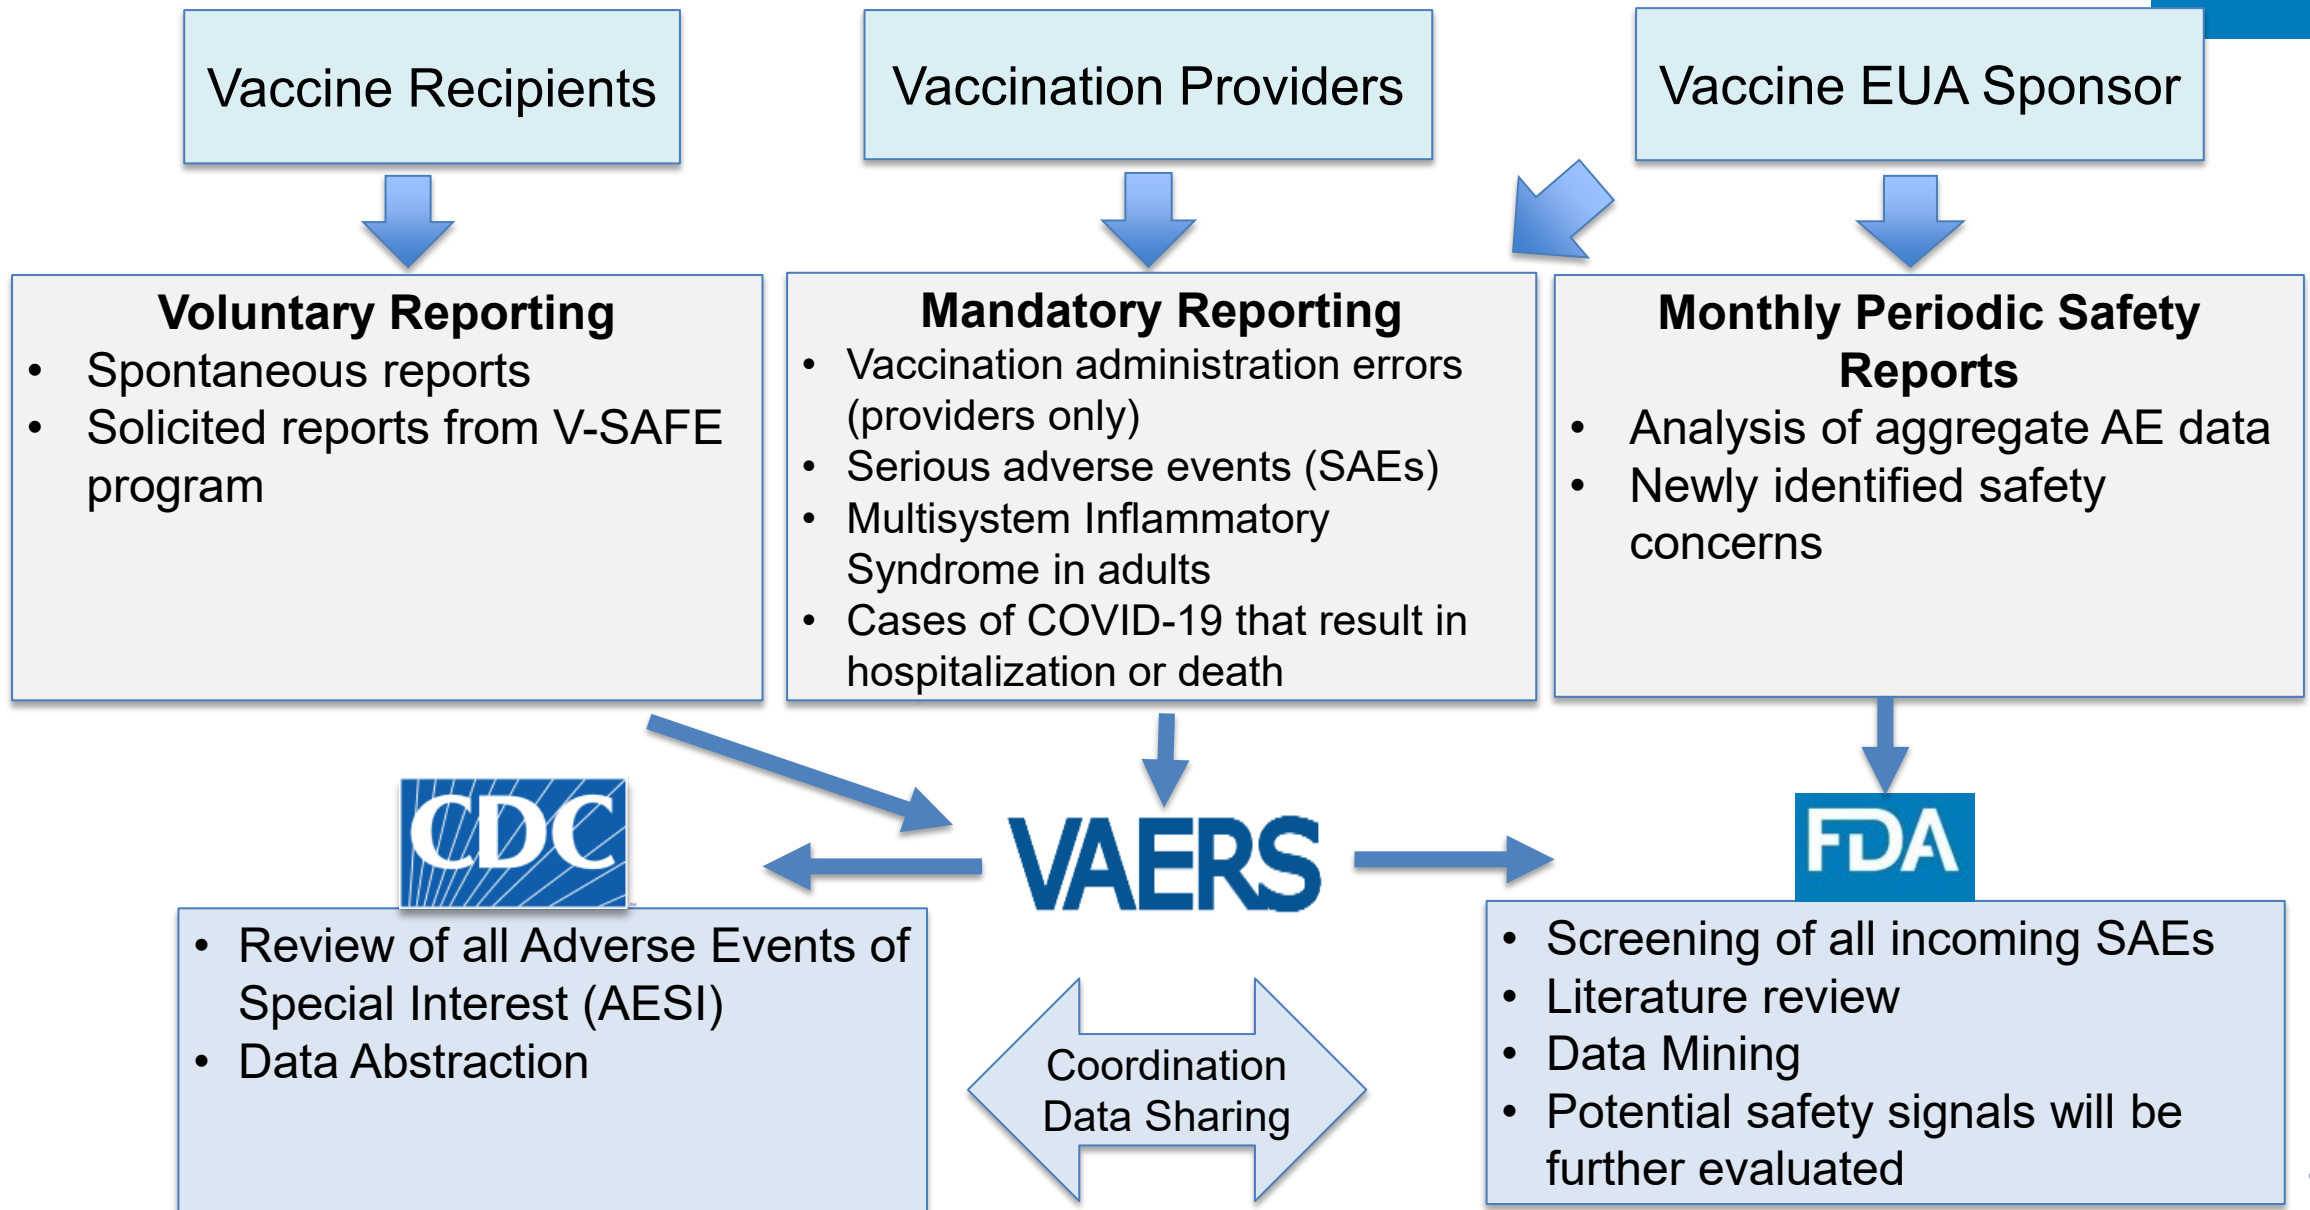 Vaccine Recipients
Vaccination Providers
Vaccine EUA Sponsor
Voluntary Reporting
• Spontaneous reports
• Solicited reports from V-SAFE
program
Mandatory Reporting
• Vaccination administration errors
(providers only)
• Serious adverse events (SAEs)
• Multisystem Inflammatory
Syndrome in adults
• Cases of COVID-19 that result in
hospitalization or death
Monthly Periodic Safety
Reports
• Analysis of aggregate AE data
• Newly identified safety
concerns
CDC
VAERS
FDA
• Review of all Adverse Events of
Special Interest (AESI)
• Data Abstraction
Coordination
Data Sharing
• Screening of all incoming SAEs
• Literature review
• Data Mining
• Potential safety signals will be
further evaluated